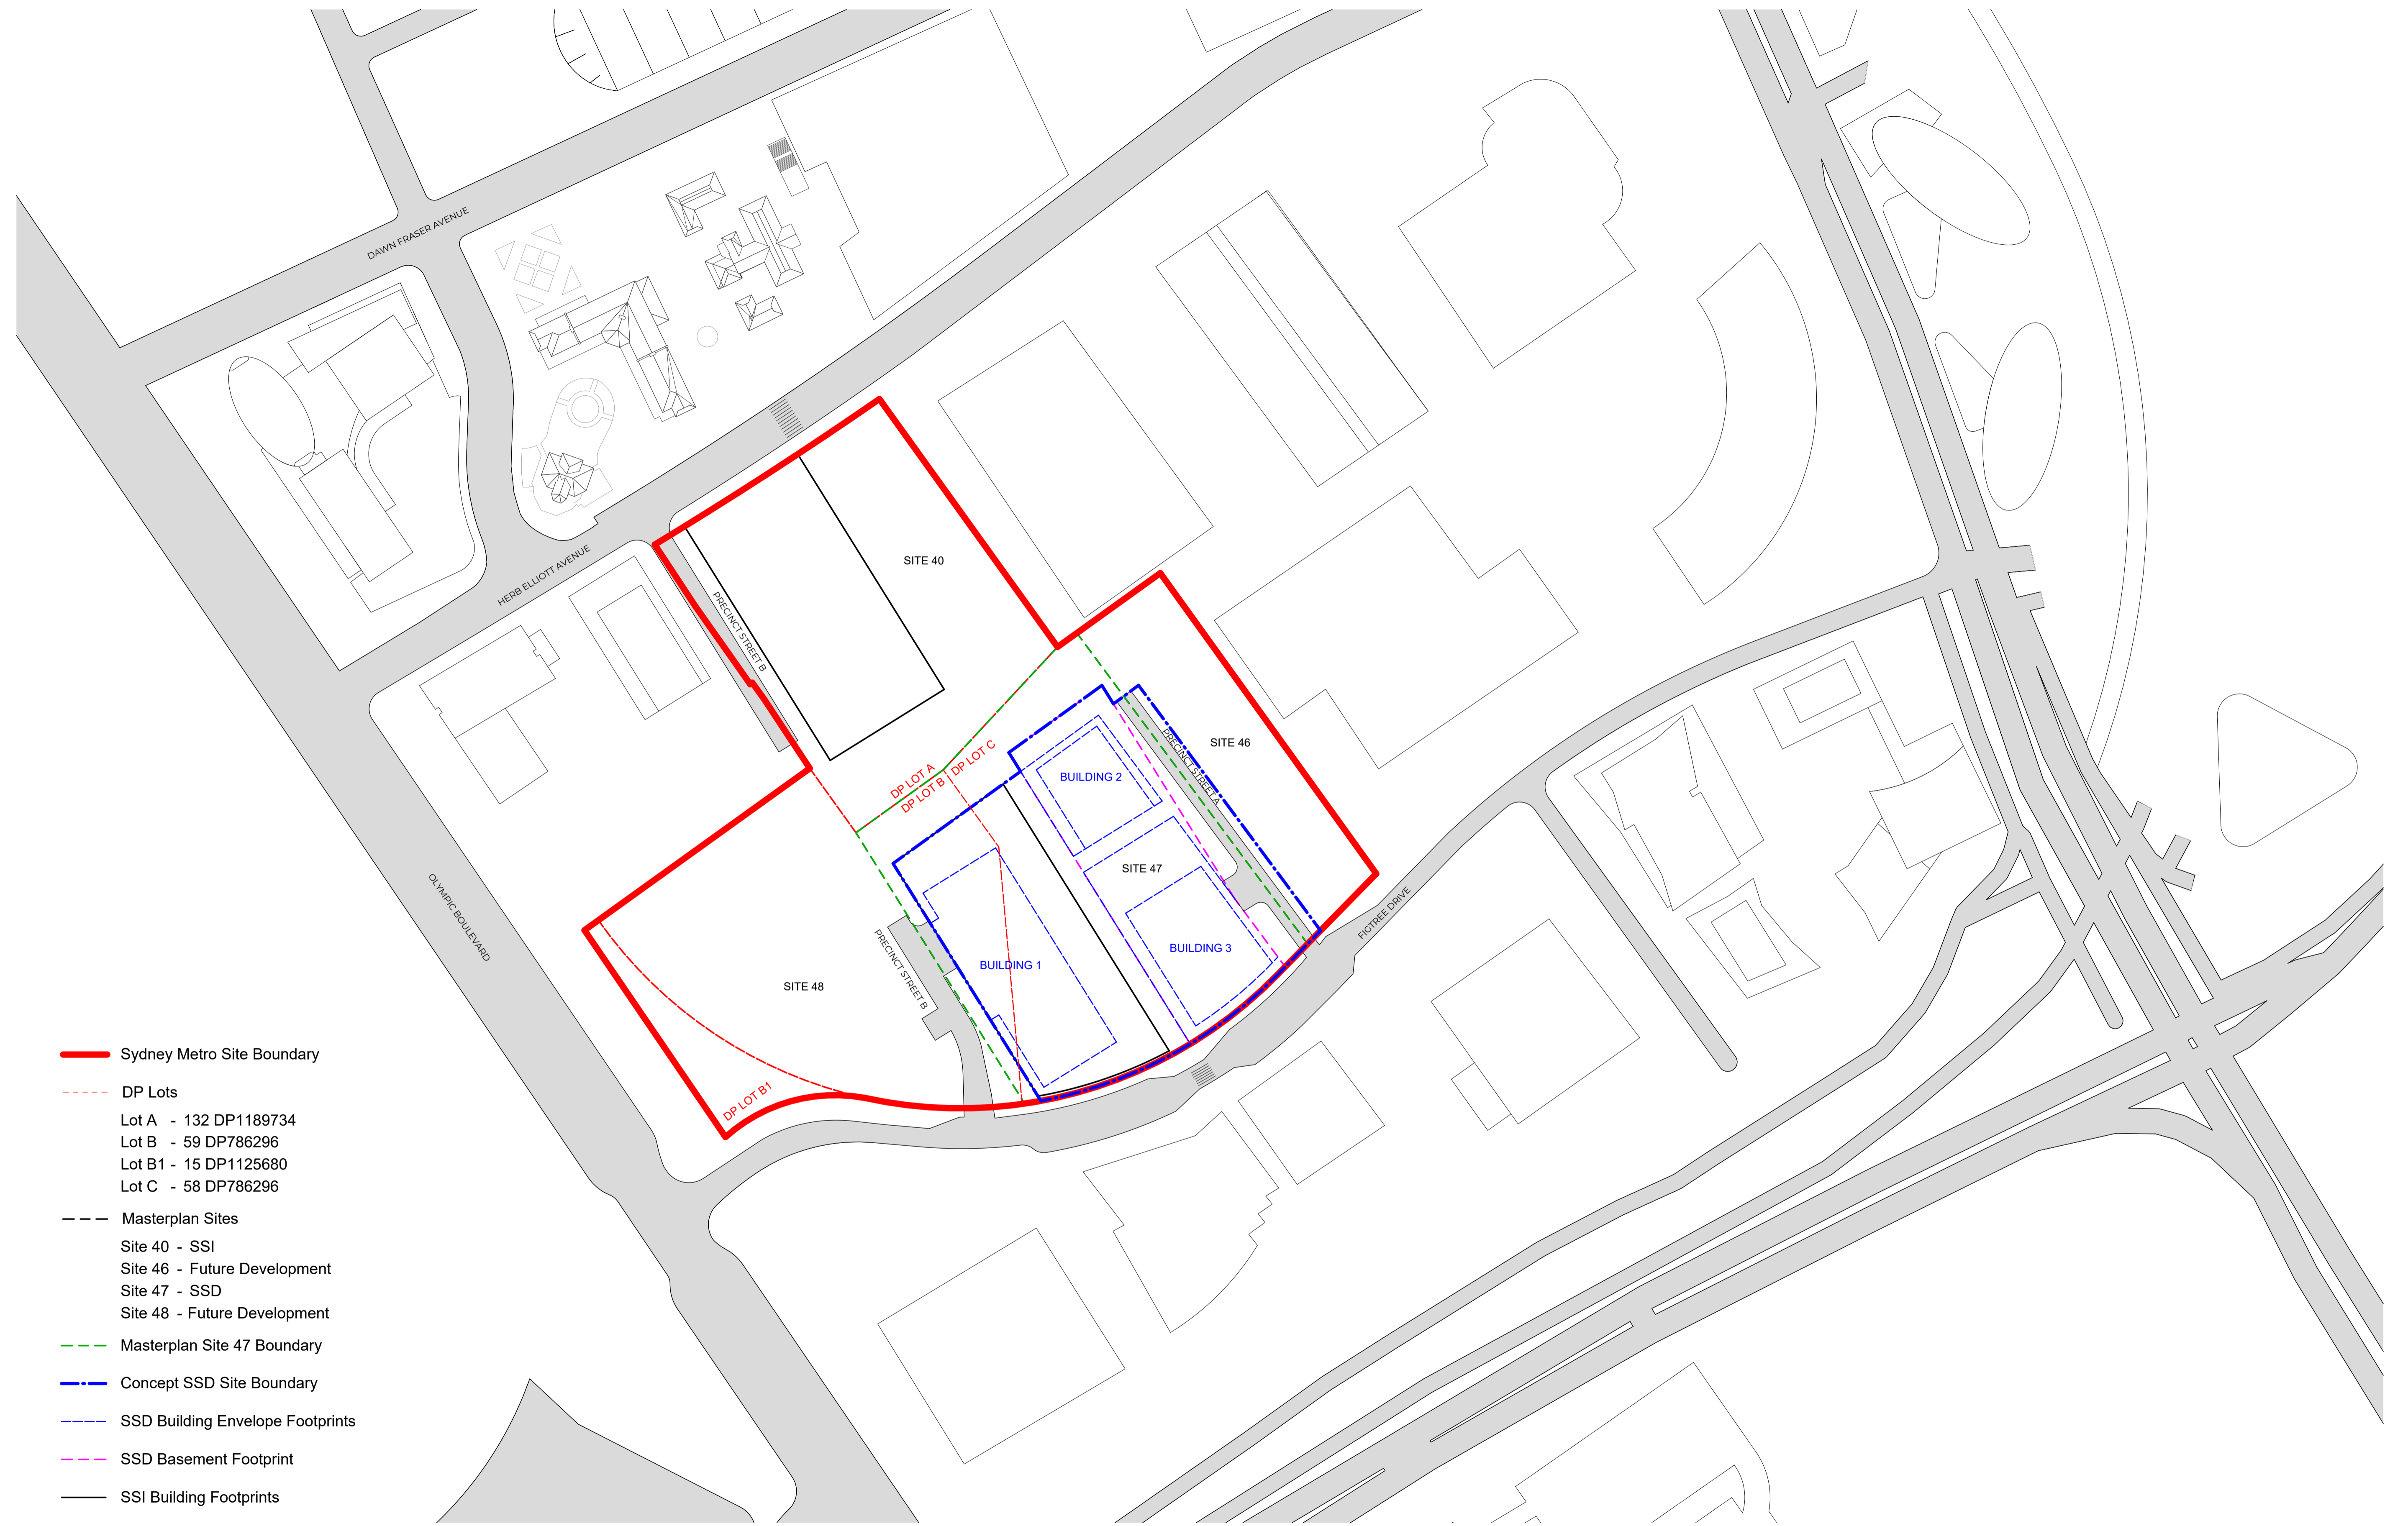 DAWN FRASER AVENUE
HERB ELLIOTT AVENUE
PRECINCT STREET B
SITE 40
SITE 46
PRECINCT STREET A
DP LOT A
DP LOT B
DP LOT C
BUILDING 2
SITE 47
BUILDING 3
BUILDING 1
SITE 48
PRECINCT STREET B
OLYMPIC BOULEVARD
FIGTREE DRIVE
DP LOT B1
Sydney Metro Site Boundary
DP Lots
Lot A - 132 DP1189734
Lot B - 59 DP786296
Lot B1 - 15 DP1125680
Lot C - 58 DP786296
Masterplan Sites
Site 40 - SSI
Site 46 - Future Development
Site 47 - SSD
Site 48 - Future Development
Masterplan Site 47 Boundary
Concept SSD Site Boundary
SSD Building Envelope Footprints
SSD Basement Footprint
SSI Building Footprints